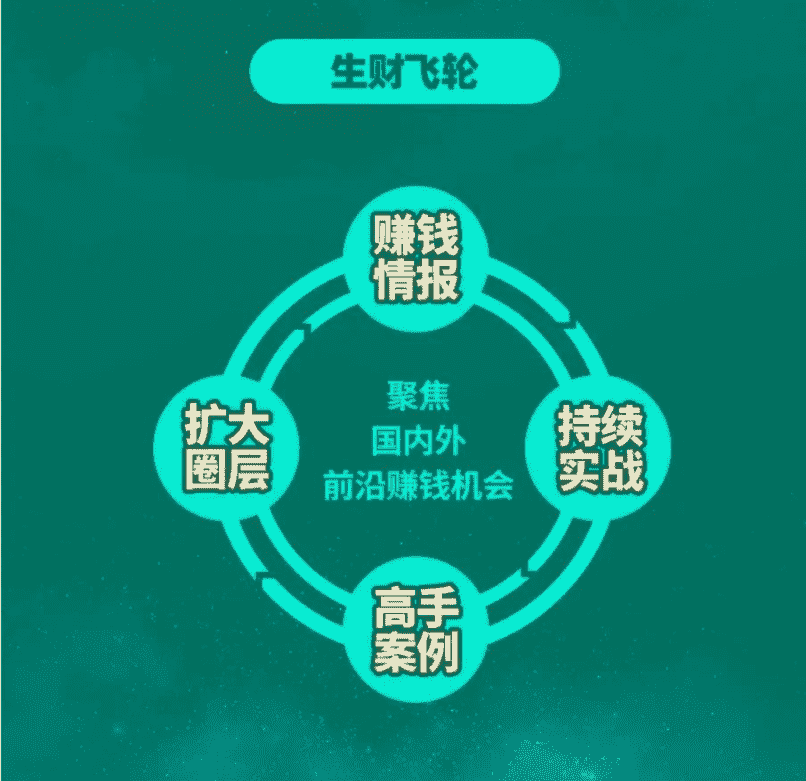 生财飞轮
赚钱
情报
扩大
圈层
聚焦
国内外
前沿赚钱机会
持续
实战
高手
案例